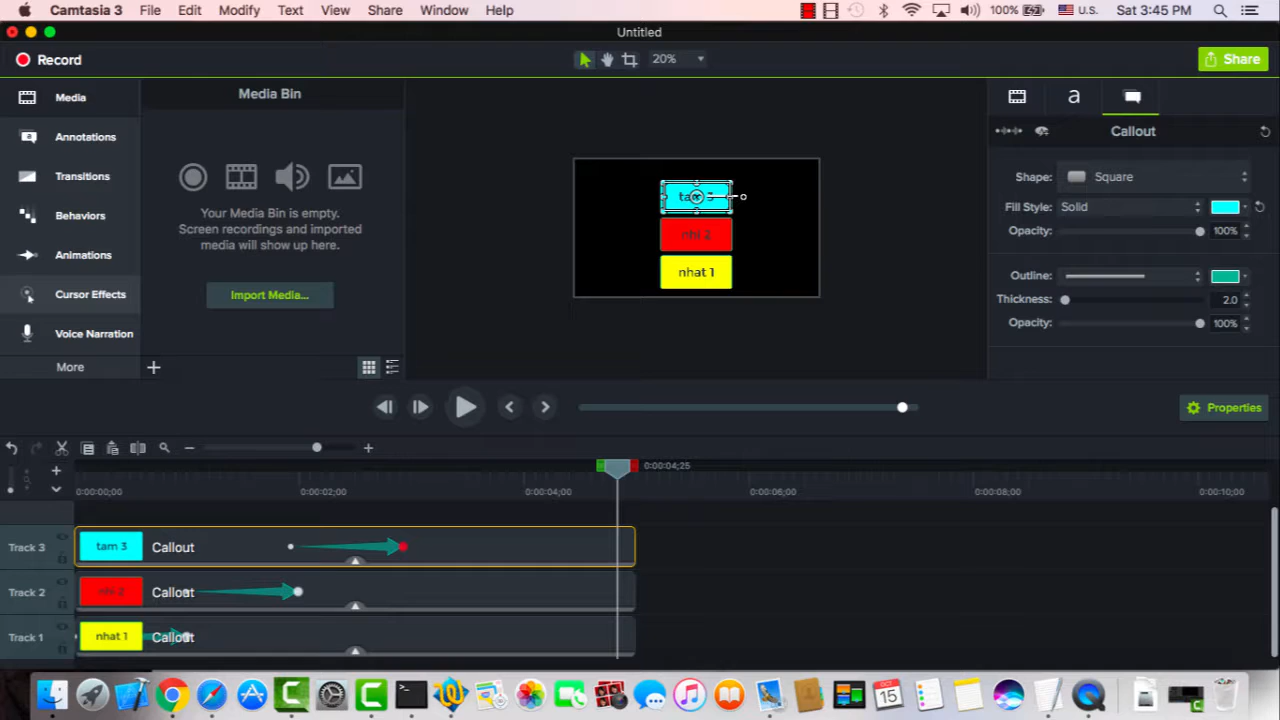 Camtasia 3 File Edit Modify Text View Share Window Help 100% U.S. Sat 3:45 PM
Untitled
Record 20% Share
Media
Annotations
Transitions
Behaviors
Animations
Cursor Effects
Voice Narration
More
Media Bin
Your Media Bin is empty.
Screen recordings and imported
media will show up here.
Import Media...
nhi 2
nhat 1
a
Callout
Shape: Square
Fill Style: Solid
Opacity: 100%
Outline:
Thickness: 2.0
Opacity: 100%
Properties
0:00:04;25
0:00:00;00 0:00:02;00 0:00:04;00 0:00:06;00 0:00:08;00 0:00:10;00
Track 3 tam 3 Callout
Track 2 nhi 2 Callout
Track 1 nhat 1 Callout
OCT
15